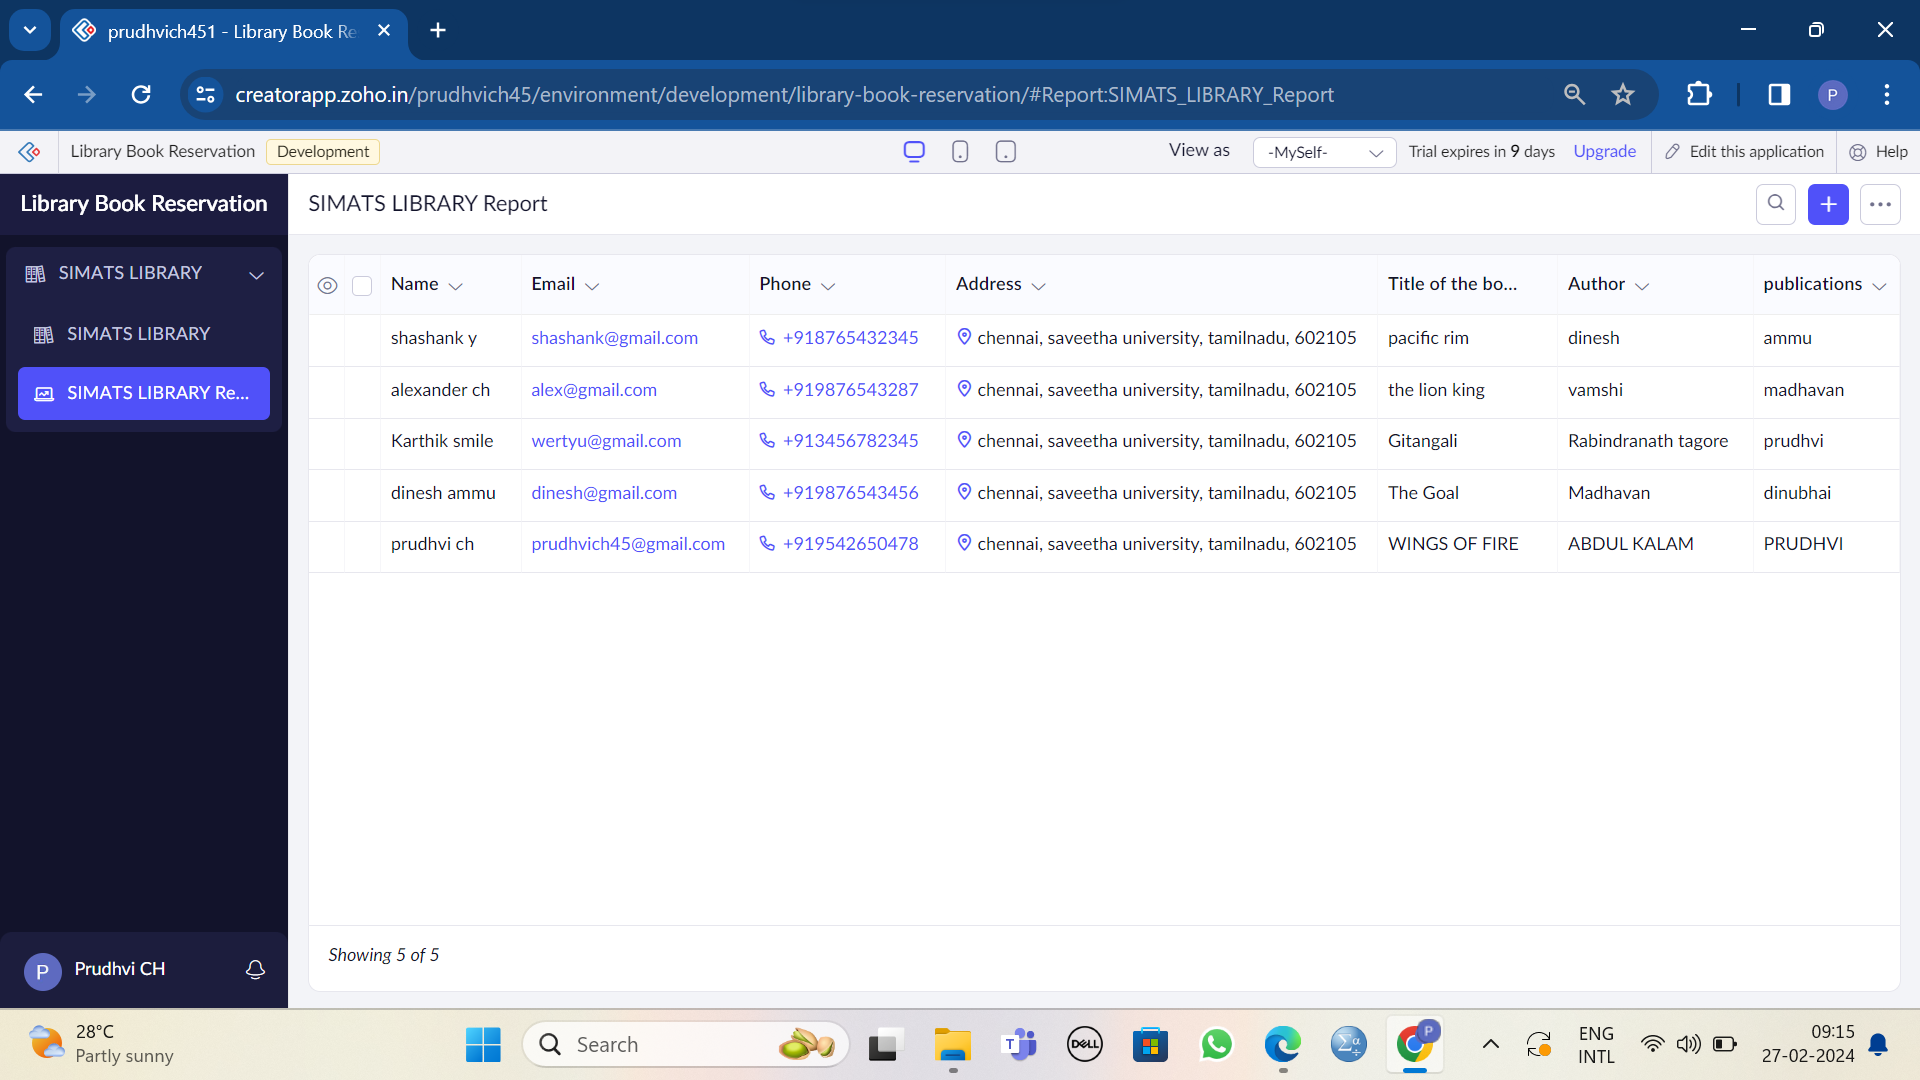 prudhvich451 - Library Book Re
creatorapp.zoho.in/prudhvich45/environment/development/library-book-reservation/#Report:SIMATS_LIBRARY_Report
P
Library Book Reservation Development View as -MySelf- Trial expires in 9 days Upgrade Edit this application Help
Library Book Reservation
SIMATS LIBRARY Report
SIMATS LIBRARY
SIMATS LIBRARY
SIMATS LIBRARY Re...
Name Email Phone Address Title of the bo... Author publications
shashank y shashank@gmail.com +918765432345 chennai, saveetha university, tamilnadu, 602105 pacific rim dinesh ammu
alexander ch alex@gmail.com +919876543287 chennai, saveetha university, tamilnadu, 602105 the lion king vamshi madhavan
Karthik smile wertyu@gmail.com +913456782345 chennai, saveetha university, tamilnadu, 602105 Gitangali Rabindranath tagore prudhvi
dinesh ammu dinesh@gmail.com +919876543456 chennai, saveetha university, tamilnadu, 602105 The Goal Madhavan dinubhai
prudhvi ch prudhvich45@gmail.com +919542650478 chennai, saveetha university, tamilnadu, 602105 WINGS OF FIRE ABDUL KALAM PRUDHVI
Showing 5 of 5
P Prudhvi CH
28°C
Partly sunny
Search
T
DELL
P
ENG
INTL
09:15
27-02-2024